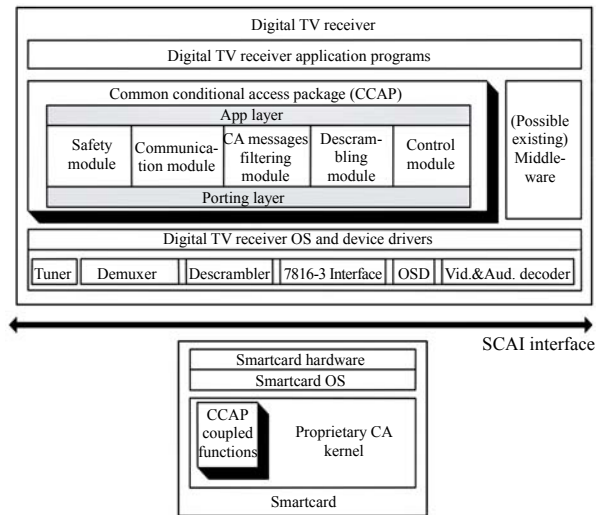 Digital TV receiver
Digital TV receiver application programs
Common conditional access package (CCAP)
App layer
Safety
module
Communica-
tion module
CA messages
filtering
module
Descram-
bling
module
Control
module
Porting layer
(Possible
existing)
Middle-
ware
Digital TV receiver OS and device drivers
Tuner
Demuxer
Descrambler
7816-3 Interface
OSD
Vid.&Aud. decoder
SCAI interface
Smartcard hardware
Smartcard OS
CCAP
coupled
functions
Proprietary CA
kernel
Smartcard